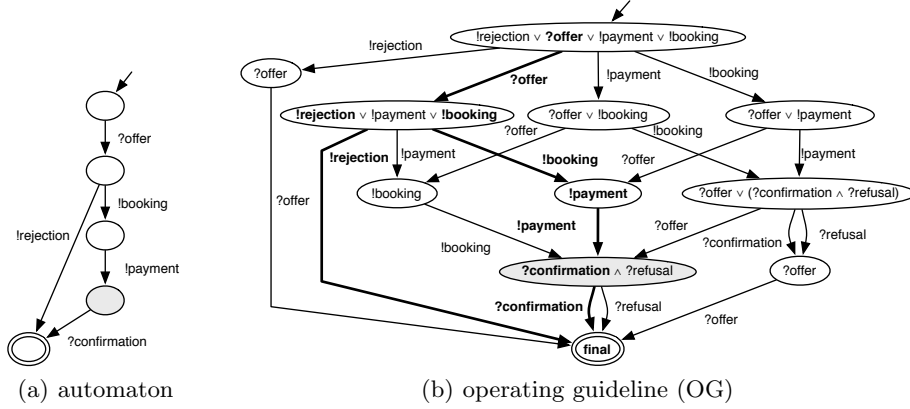 !rejection ∨ ?offer ∨ !payment ∨ !booking
!rejection
?offer
?offer
!payment
!booking
?offer
!rejection ∨ !payment ∨ !booking
?offer ∨ !booking
?offer ∨ !payment
?offer
!booking
!rejection
!payment
!booking
?offer
!payment
!booking
!booking
!payment
?offer ∨ (?confirmation ∧ ?refusal)
!rejection
?offer
!payment
?offer
!payment
!booking
?confirmation
?refusal
?confirmation ∧ ?refusal
?offer
?confirmation
?confirmation
?refusal
?offer
final
(a) automaton
(b) operating guideline (OG)